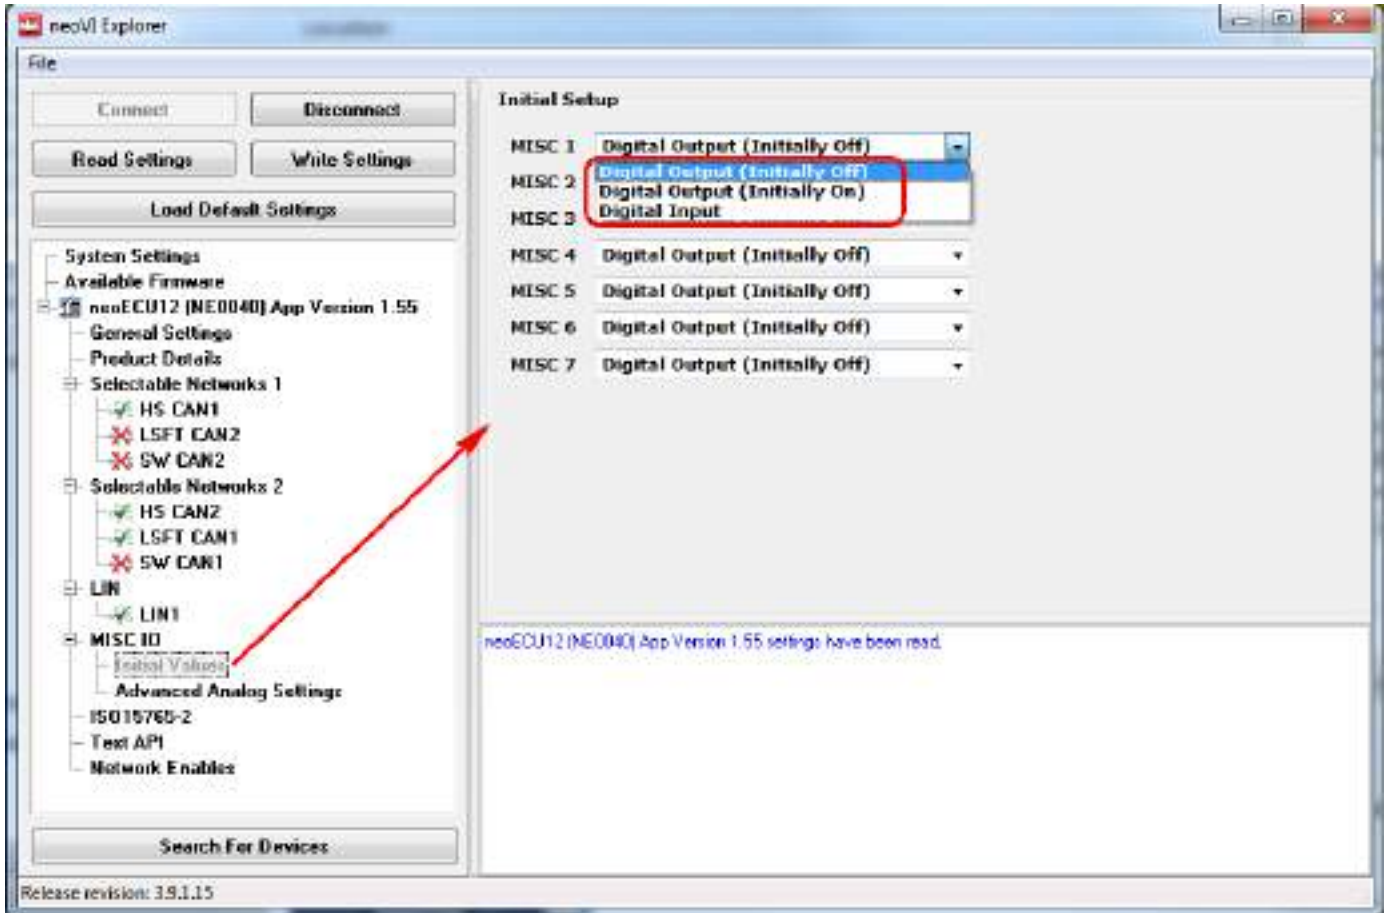 neoVI Explorer
File
Connect
Disconnect
Read Settings
Write Settings
Load Default Settings
System Settings
Available Firmware
neoECU12 (NE0040) App Version 1.55
General Settings
Product Details
Selectable Networks 1
HS CAN1
LSFT CAN2
SW CAN2
Selectable Networks 2
HS CAN2
LSFT CAN1
SW CAN1
LIN
LIN1
MISC IO
Initial Values
Advanced Analog Settings
ISO15765-2
Text API
Network Enables
Search For Devices
Initial Setup
MISC 1 Digital Output (Initially Off)
Digital Output (Initially Off)
MISC 2
Digital Output (Initially On)
Digital Input
MISC 3
MISC 4 Digital Output (Initially Off)
MISC 5 Digital Output (Initially Off)
MISC 6 Digital Output (Initially Off)
MISC 7 Digital Output (Initially Off)
neoECU12 (NE0040) App Version 1.55 settings have been read.
Release revision: 3.9.1.15